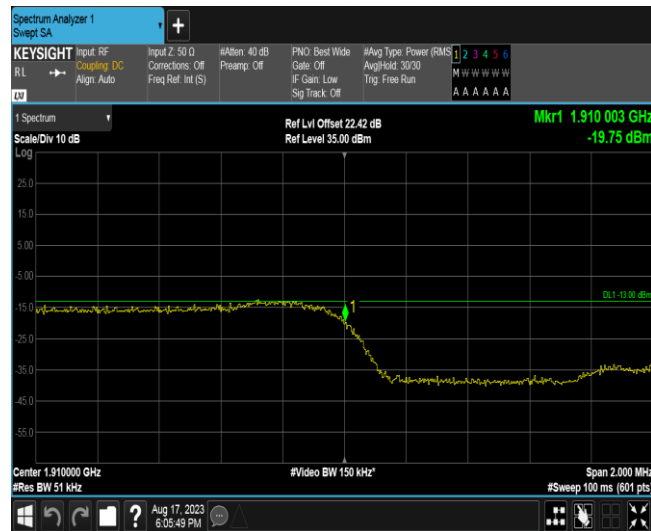 Spectrum Analyzer 1
Swept SA
KEYSIGHT
RL
LXI
Input: RF
Coupling: DC
Align: Auto
Input Z: 50 Ω
Corrections: Off
Freq Ref: Int (S)
#Atten: 40 dB
Preamp: Off
PNO: Best Wide
Gate: Off
IF Gain: Low
Sig Track: Off
#Avg Type: Power (RMS
Avg|Hold: 30/30
Trig: Free Run
1 2 3 4 5 6
M W W W W W
A A A A A A
1 Spectrum
Scale/Div 10 dB
Ref Lvl Offset 22.42 dB
Ref Level 35.00 dBm
Mkr1 1.910 003 GHz
-19.75 dBm
Log
25.0
15.0
5.00
-5.00
DL1 -13.00 dBm
1
-15.0
-25.0
-35.0
-45.0
-55.0
Center 1.910000 GHz
#Video BW 150 kHz*
Span 2.000 MHz
#Res BW 51 kHz
#Sweep 100 ms (601 pts)
?
Aug 17, 2023
6:05:49 PM